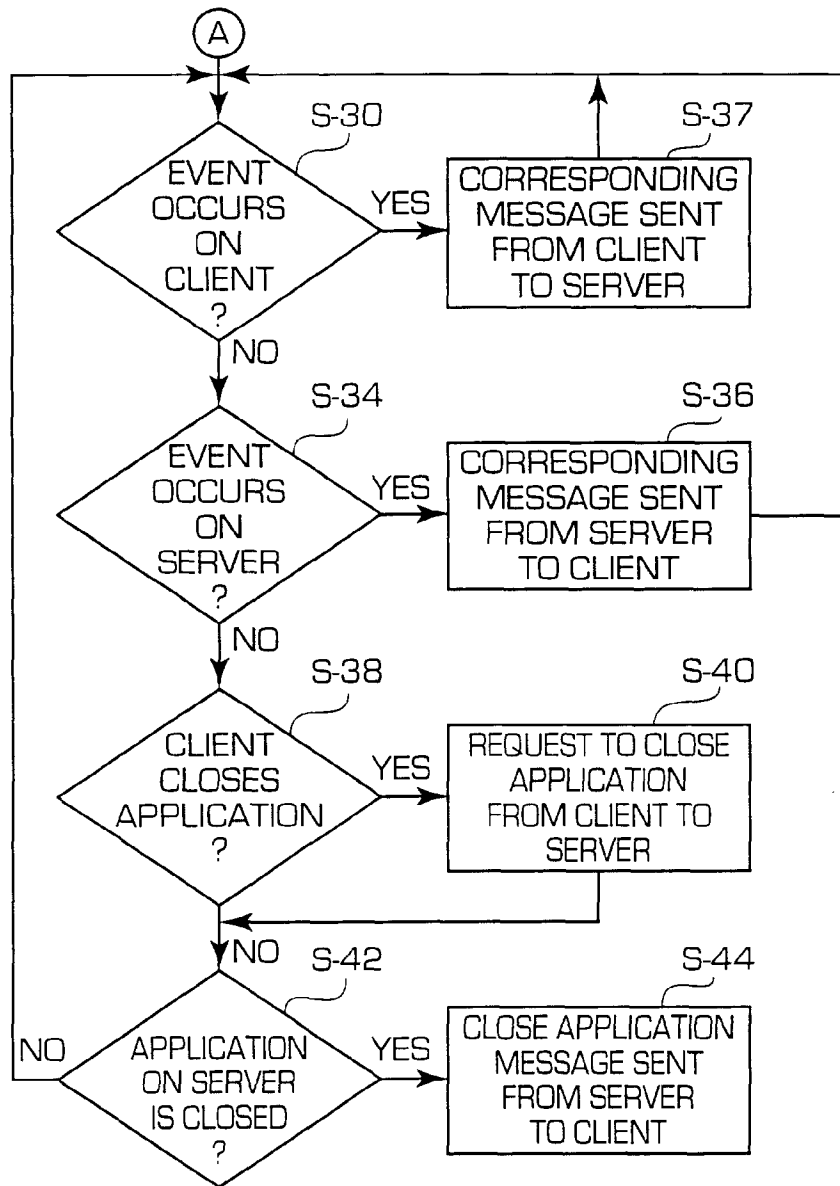 A
S-30
EVENT
OCCURS
ON
CLIENT
?
YES
S-37
CORRESPONDING
MESSAGE SENT
FROM CLIENT
TO SERVER
NO
S-34
EVENT
OCCURS
ON
SERVER
?
YES
S-36
CORRESPONDING
MESSAGE SENT
FROM SERVER
TO CLIENT
NO
S-38
CLIENT
CLOSES
APPLICATION
?
YES
S-40
REQUEST TO CLOSE
APPLICATION
FROM CLIENT TO
SERVER
NO
S-42
NO
APPLICATION
ON SERVER
IS CLOSED
?
YES
S-44
CLOSE APPLICATION
MESSAGE SENT
FROM SERVER
TO CLIENT